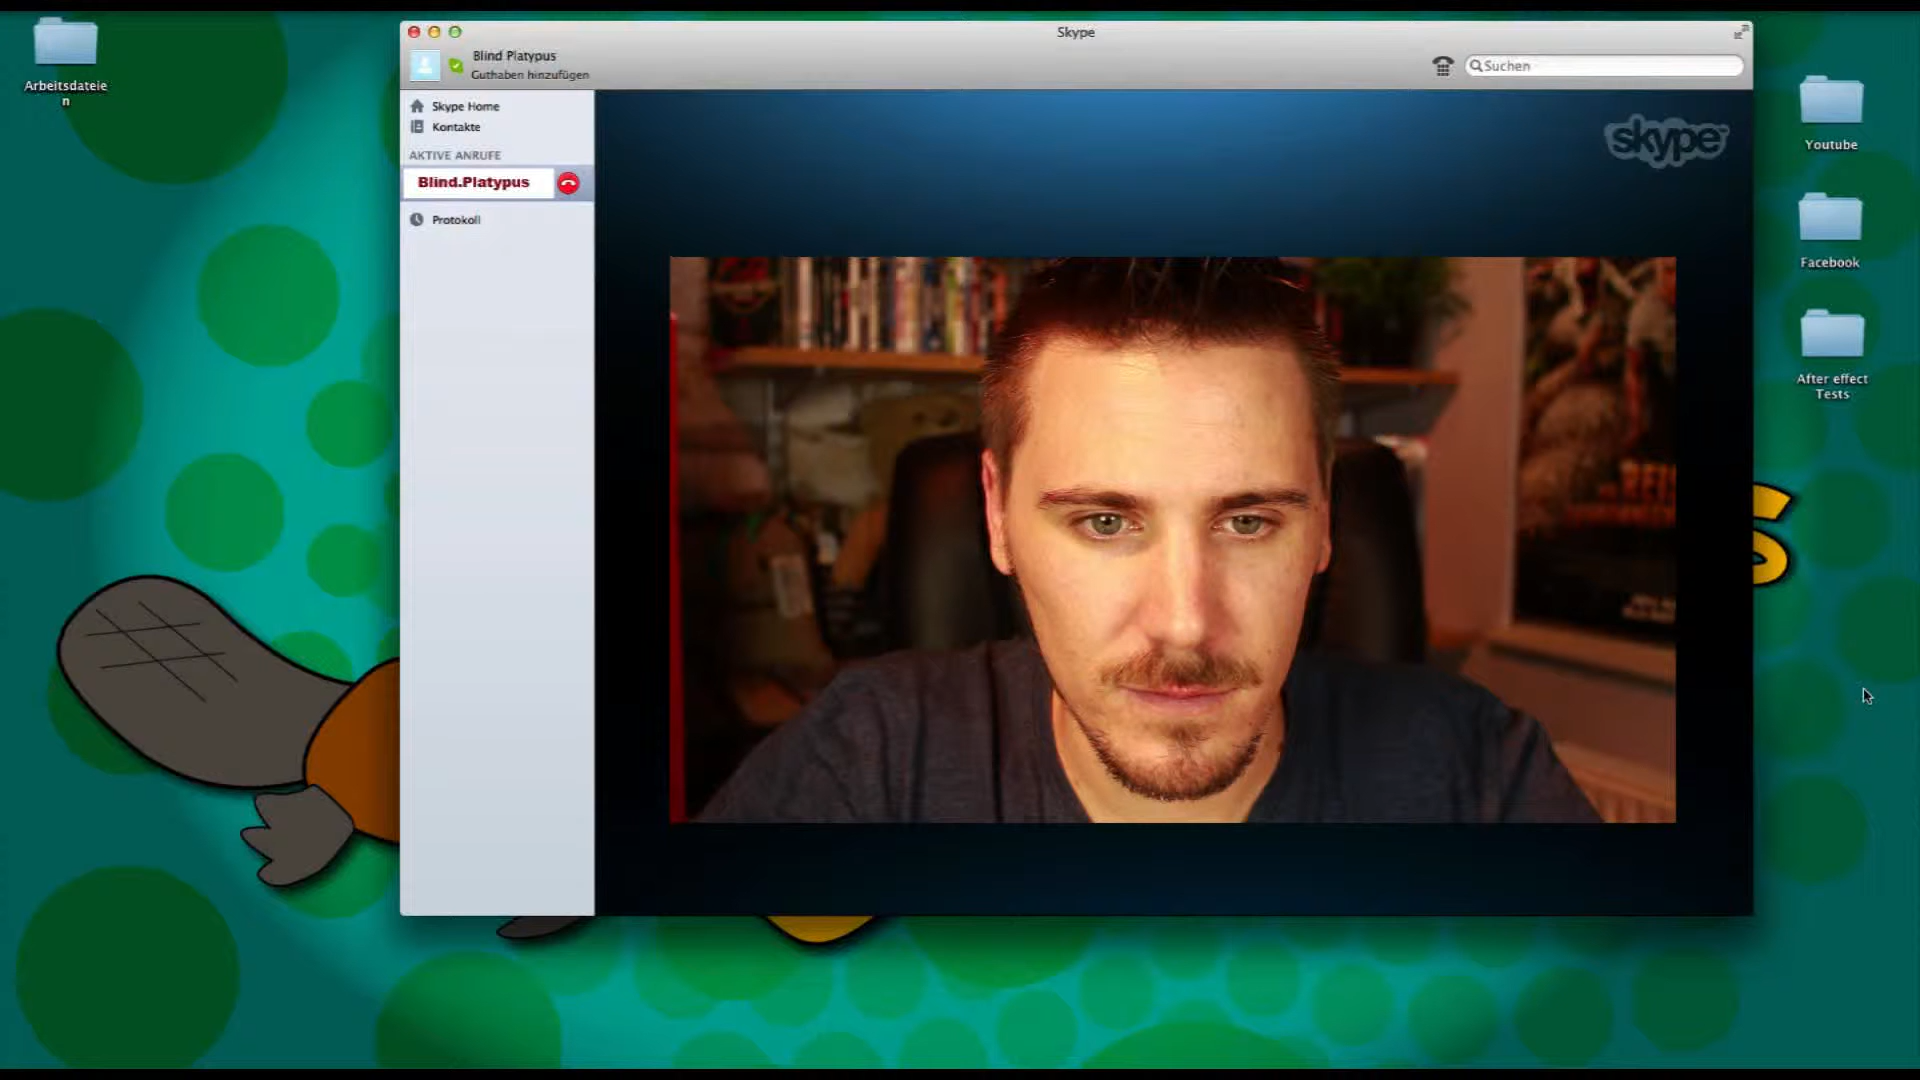 Skype
Blind Platypus
Guthaben hinzufügen
Suchen
Skype Home
Kontakte
AKTIVE ANRUFE
Blind.Platypus
Protokoll
skype
Arbeitsdateie
n
Youtube
Facebook
After effect
Tests